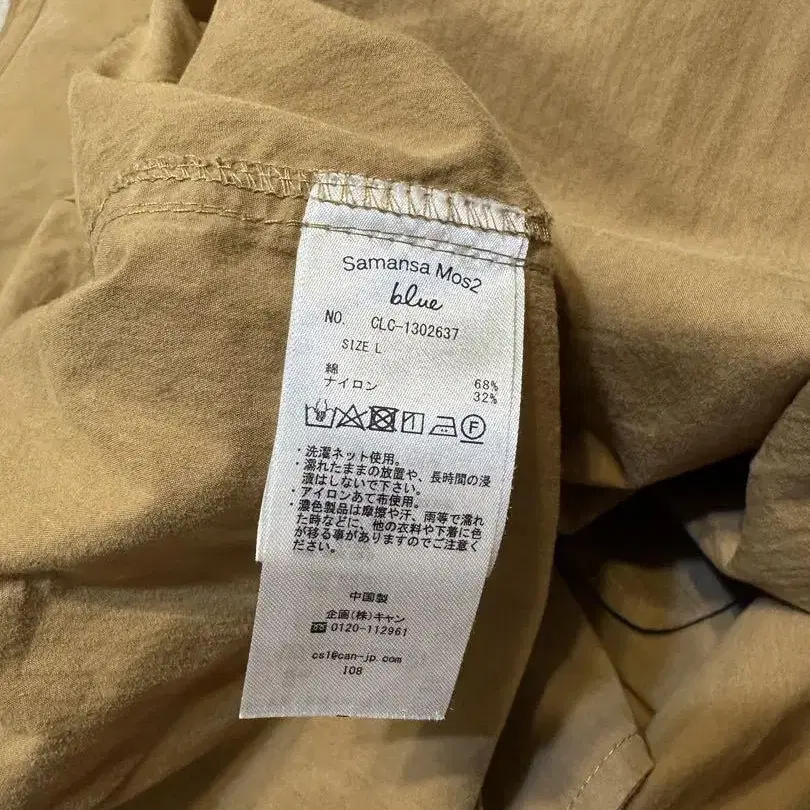 Samansa Mos2
blue
NO. CLC-1302637
SIZE L
綿 68%
ナイロン 32%
F
・洗濯ネット使用。
・濡れたままの放置や、長時間の浸
漬はしないで下さい。
・アイロンあて布使用。
・濃色製品は摩擦や汗、雨等で濡れ
た時などに、他の衣料や下着に色
が移る事がありますのでご注意く
ださい。
中国製
企画(株)キャン
☎0120-112961
cs1@can-jp.com
108